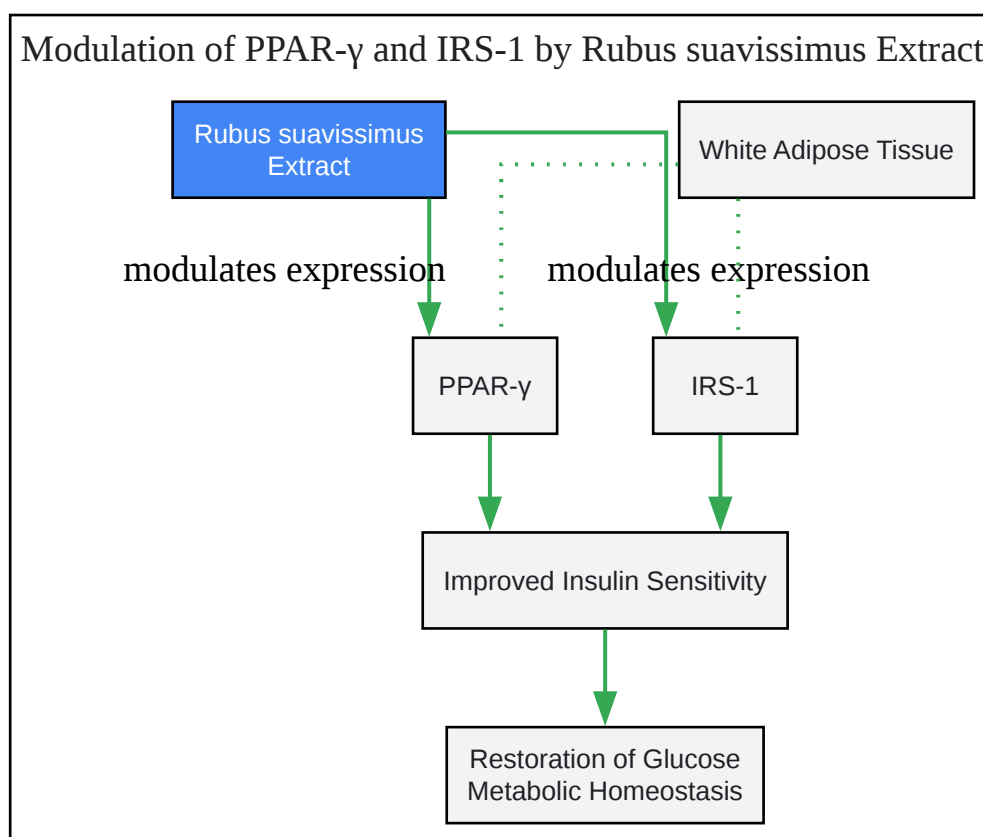 Modulation of PPAR-γ and IRS-1 by Rubus suavissimus Extract
Rubus suavissimus
Extract
White Adipose Tissue
modulates expression
modulates expression
PPAR-γ
IRS-1
Improved Insulin Sensitivity
Restoration of Glucose
Metabolic Homeostasis